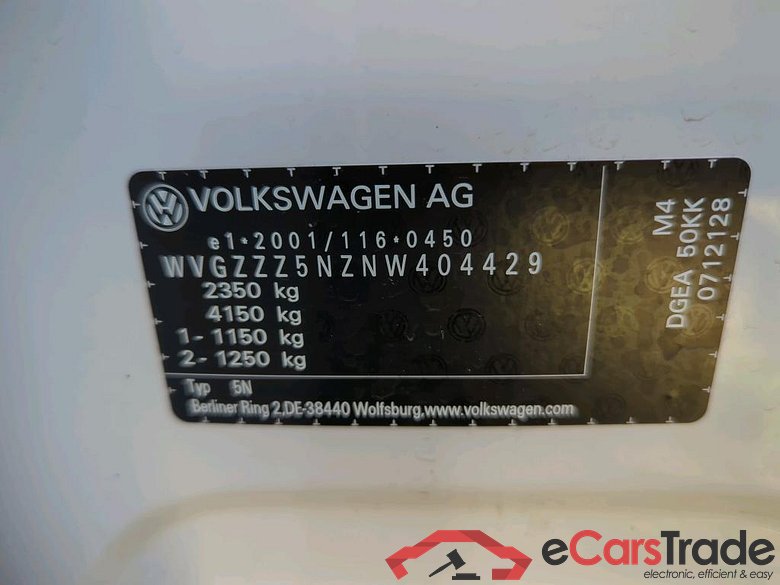 VOLKSWAGEN AG
e1*2001/116*0450
WVGZZZ5NZNW404429
2350 kg
4150 kg
1- 1150 kg
2- 1250 kg
Typ 5N
Berliner Ring 2,DE-38440 Wolfsburg,www.volkswagen.com
M4
DGEA 50KK
0712128
eCarsTrade
electronic, efficient & easy